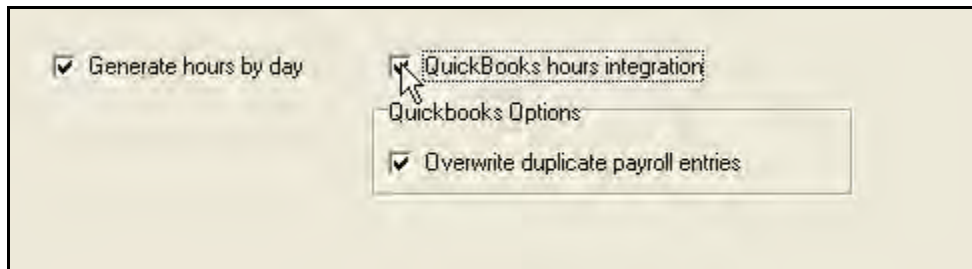 Generate hours by day
QuickBooks hours integration
Quickbooks Options
Overwrite duplicate payroll entries